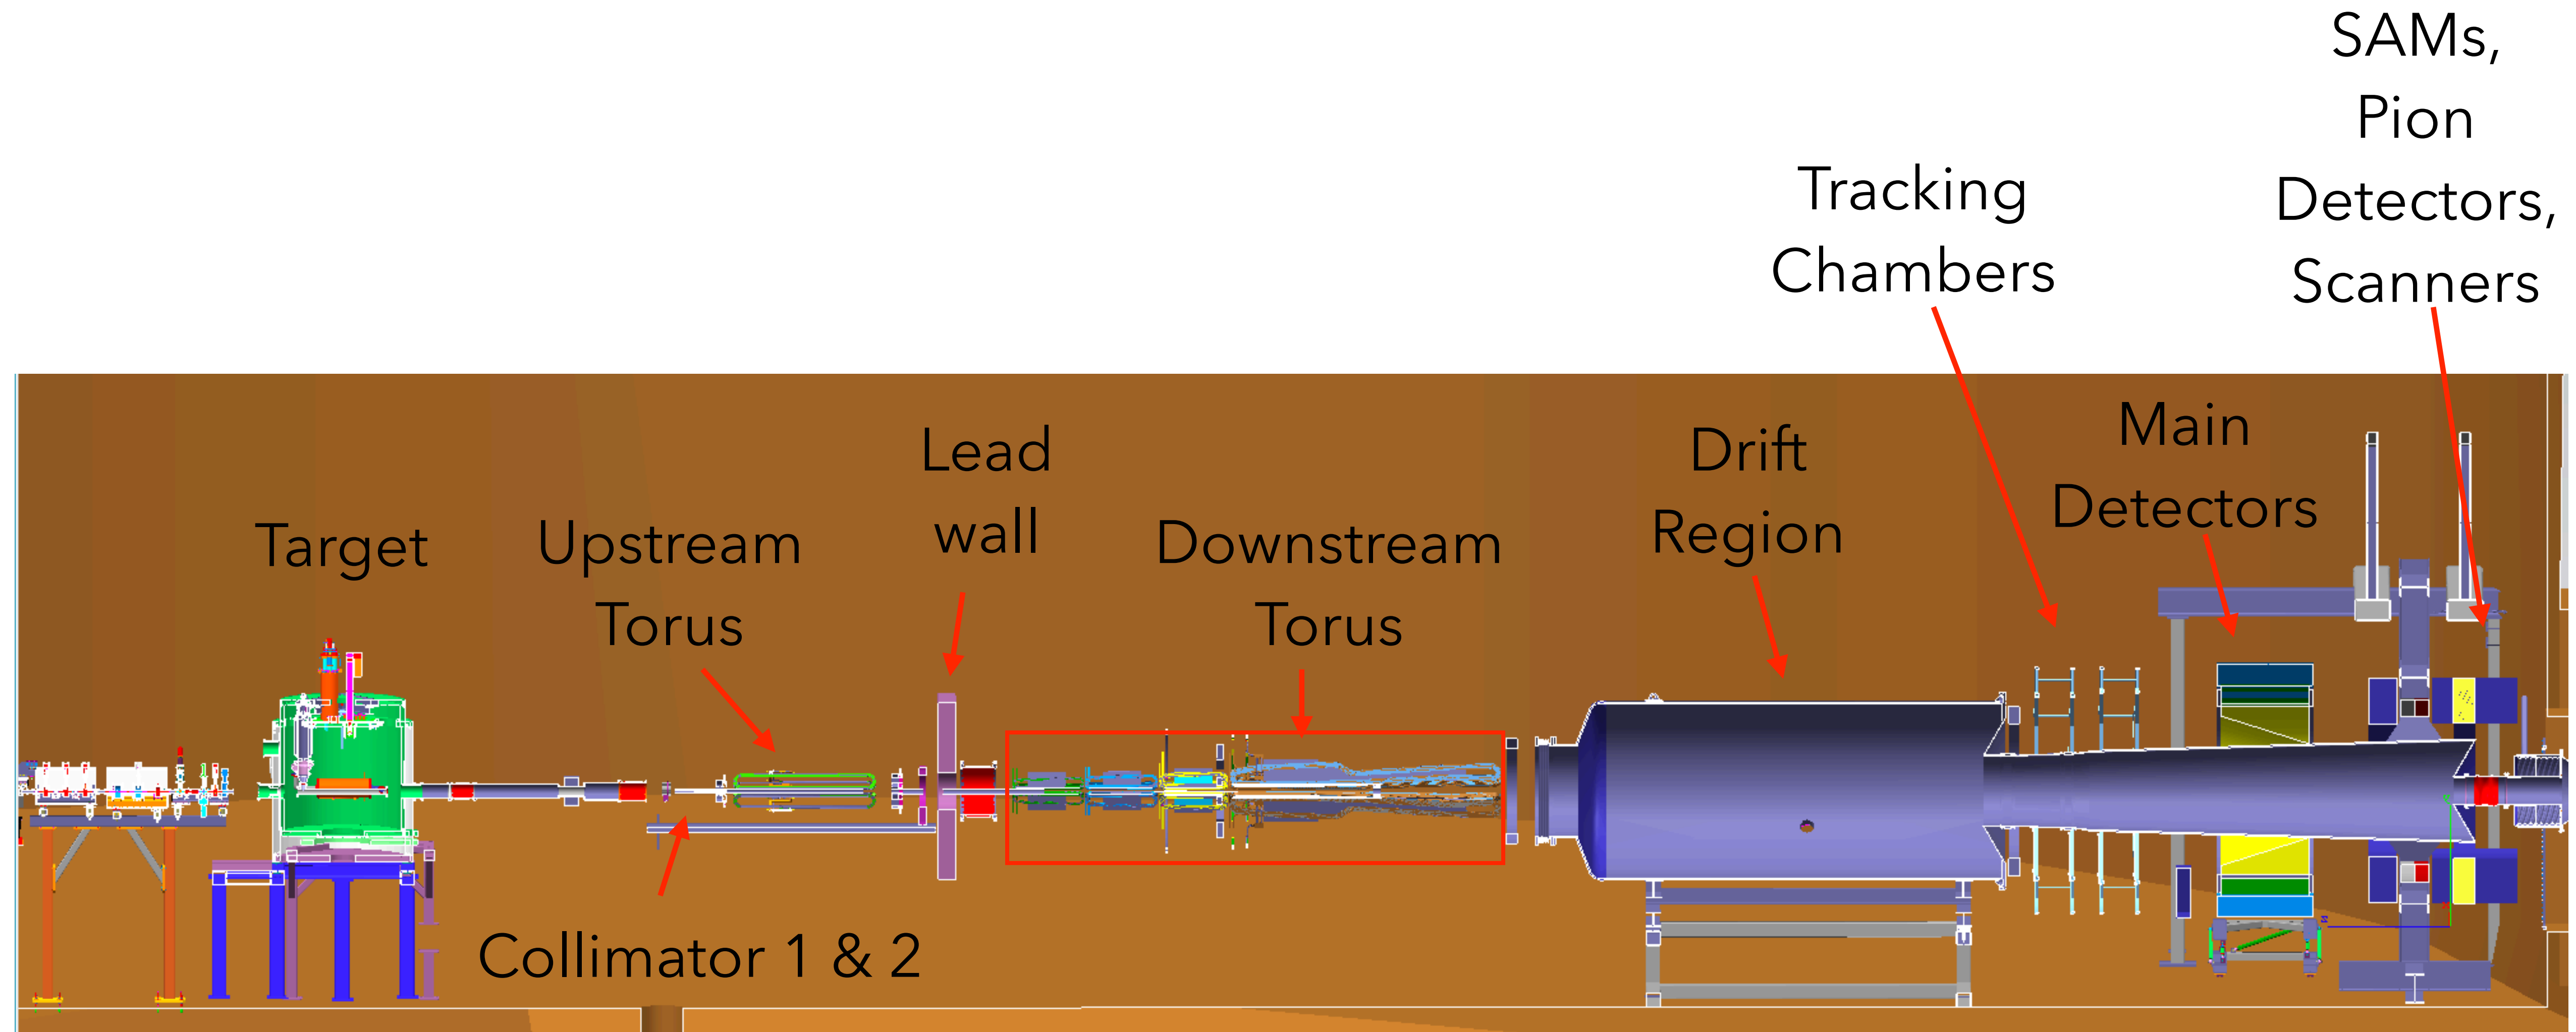 SAMs,
Pion
Detectors,
Scanners
Tracking
Chambers
Main
Detectors
Drift
Region
Lead
wall
Downstream
Torus
Upstream
Torus
Target
Collimator 1 & 2